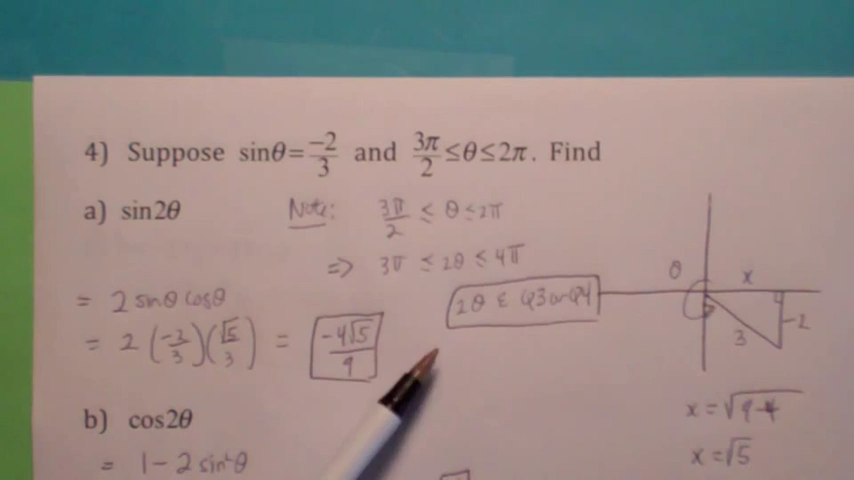 4) Suppose sinθ=-2/3 and 3π/2 ≤θ≤2π. Find
a) sin2θ Note: 3π/2 ≤ θ ≤ 2π
=> 3π ≤ 2θ ≤ 4π
= 2 sinθ cosθ
2θ ε Q3 or Q4
θ x
3 -2
= 2 (-2/3)(√5/3) = -4√5/9
x = √9-4
b) cos2θ
x = √5
= 1 - 2 sin²θ